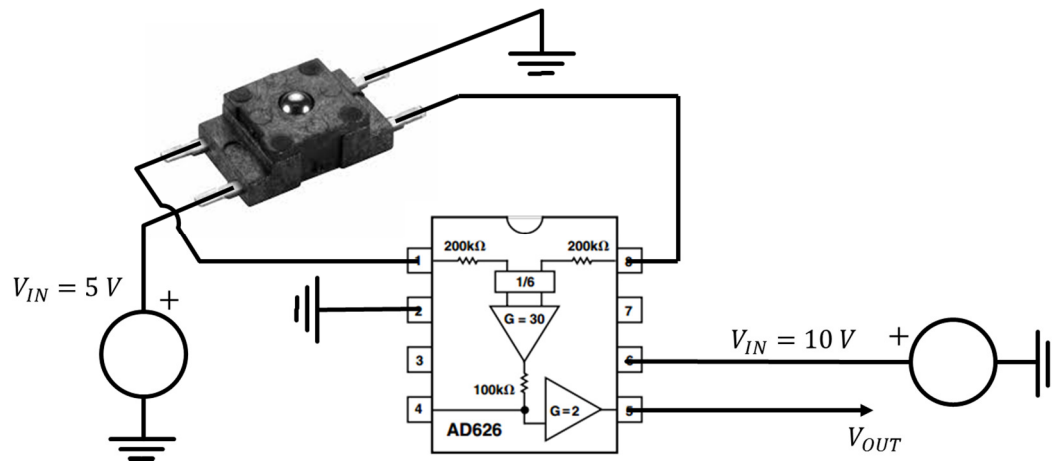 200kΩ
200kΩ
1
8
1/6
V_IN = 5 V
+
2
G = 30
7
3
6
V_IN = 10 V
+
100kΩ
4
G=2
5
AD626
V_OUT